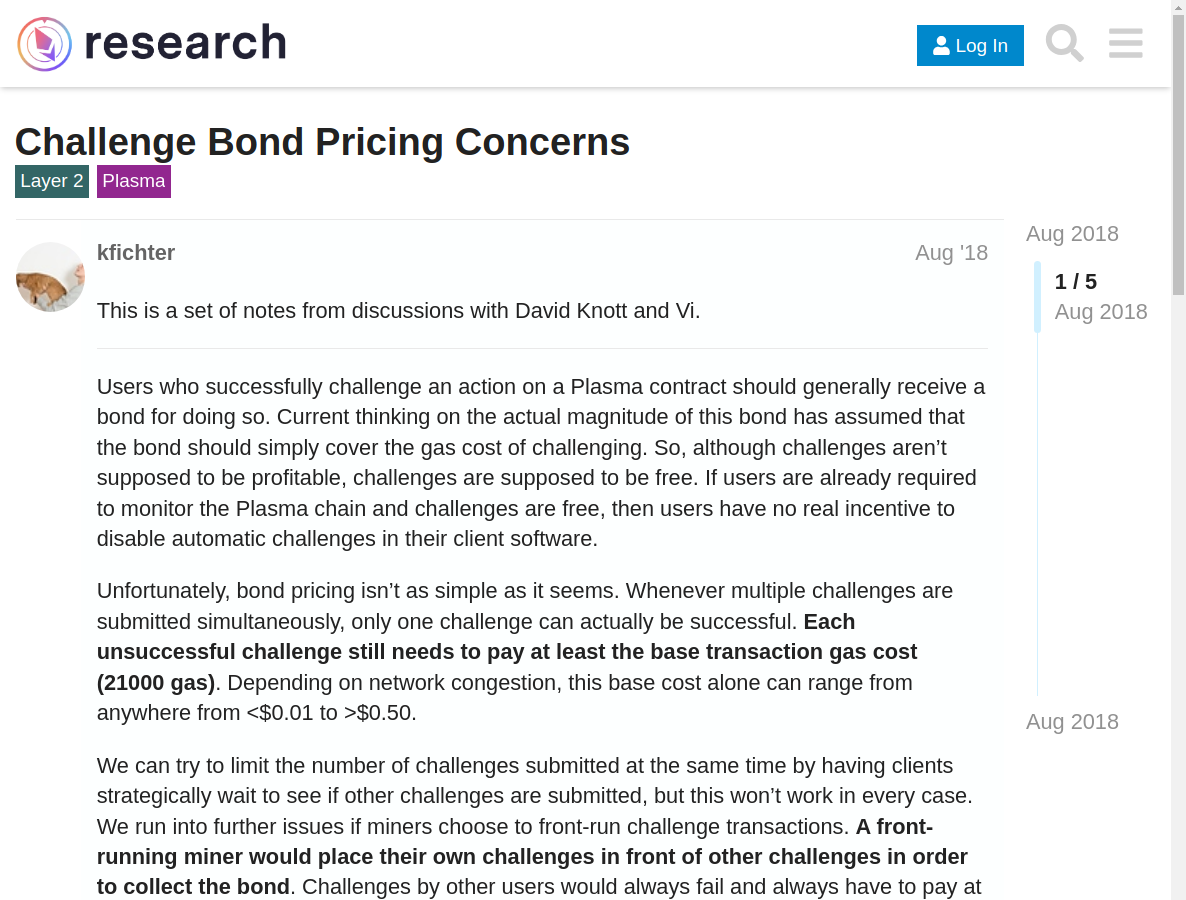 research
Log In
Challenge Bond Pricing Concerns
Layer 2 Plasma
kfichter Aug '18
Aug 2018
1 / 5
Aug 2018
This is a set of notes from discussions with David Knott and Vi.
Users who successfully challenge an action on a Plasma contract should generally receive a
bond for doing so. Current thinking on the actual magnitude of this bond has assumed that
the bond should simply cover the gas cost of challenging. So, although challenges aren’t
supposed to be profitable, challenges are supposed to be free. If users are already required
to monitor the Plasma chain and challenges are free, then users have no real incentive to
disable automatic challenges in their client software.
Unfortunately, bond pricing isn’t as simple as it seems. Whenever multiple challenges are
submitted simultaneously, only one challenge can actually be successful. Each
unsuccessful challenge still needs to pay at least the base transaction gas cost
(21000 gas). Depending on network congestion, this base cost alone can range from
anywhere from <$0.01 to >$0.50.
Aug 2018
We can try to limit the number of challenges submitted at the same time by having clients
strategically wait to see if other challenges are submitted, but this won’t work in every case.
We run into further issues if miners choose to front-run challenge transactions. A front-
running miner would place their own challenges in front of other challenges in order
to collect the bond. Challenges by other users would always fail and always have to pay at